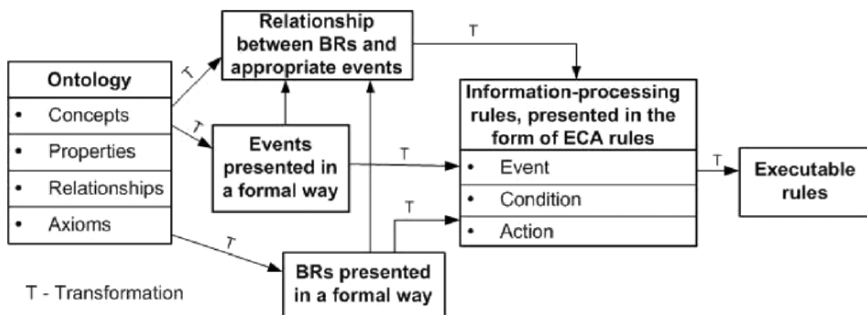 Relationship
between BRs and
appropriate events
T
T
Ontology
• Concepts
• Properties
• Relationships
• Axioms
T
Events
presented in
a formal way
T
Information-processing
rules, presented in the
form of ECA rules
• Event
• Condition
• Action
T
Executable
rules
T
T
BRs presented
in a formal way
T - Transformation